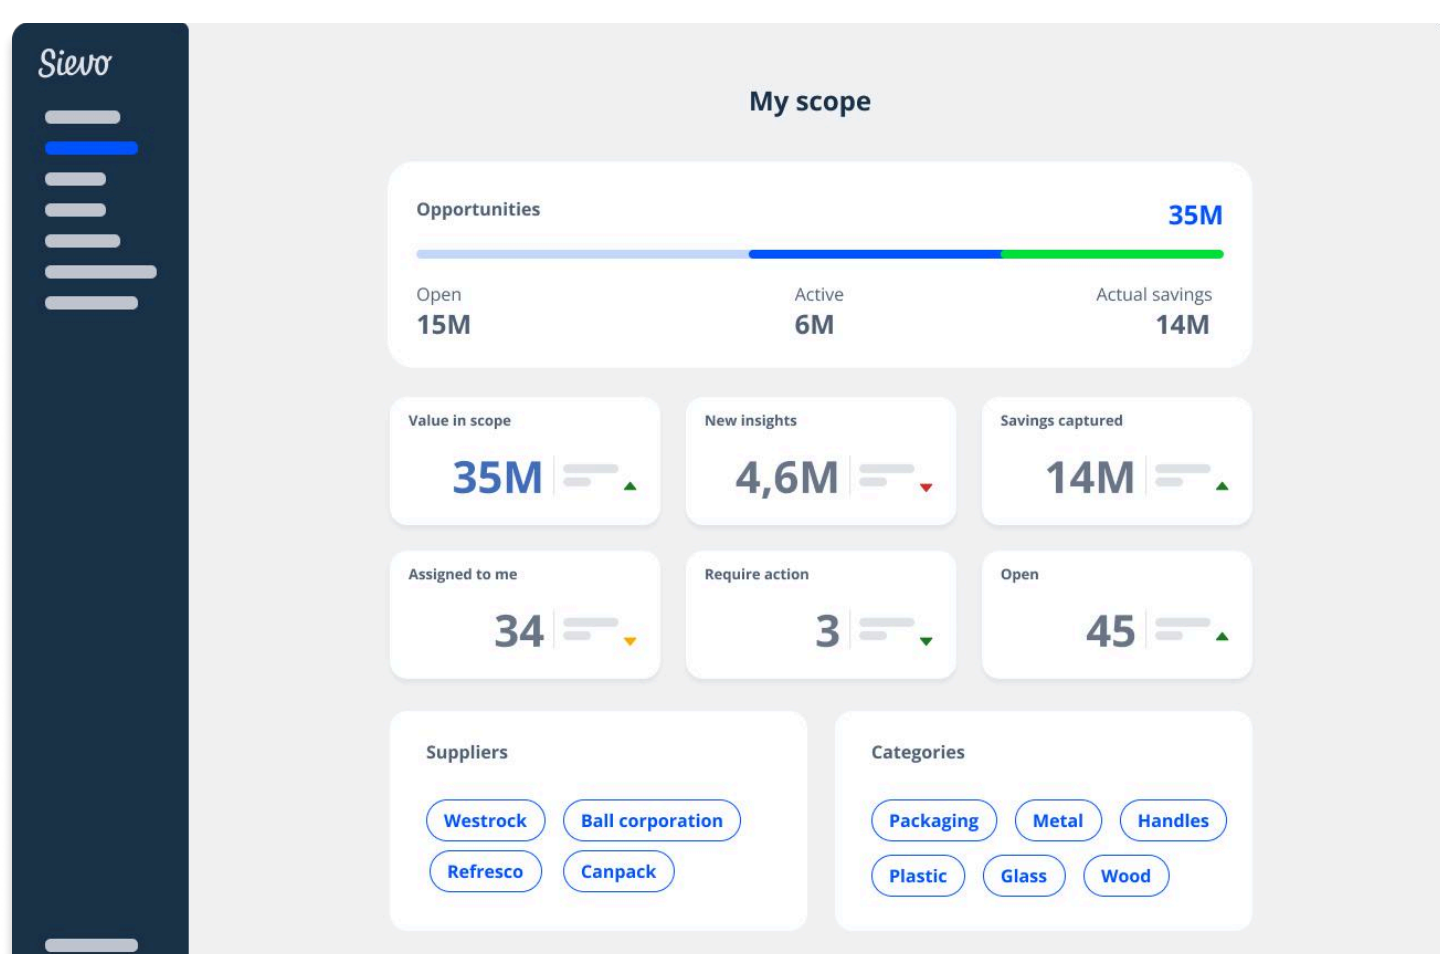 Sievo
My scope
Opportunities
35M
Open
15M
Active
6M
Actual savings
14M
Value in scope
35M
New insights
4,6M
Savings captured
14M
Assigned to me
34
Require action
3
Open
45
Suppliers
Westrock
Ball corporation
Refresco
Canpack
Categories
Packaging
Metal
Handles
Plastic
Glass
Wood